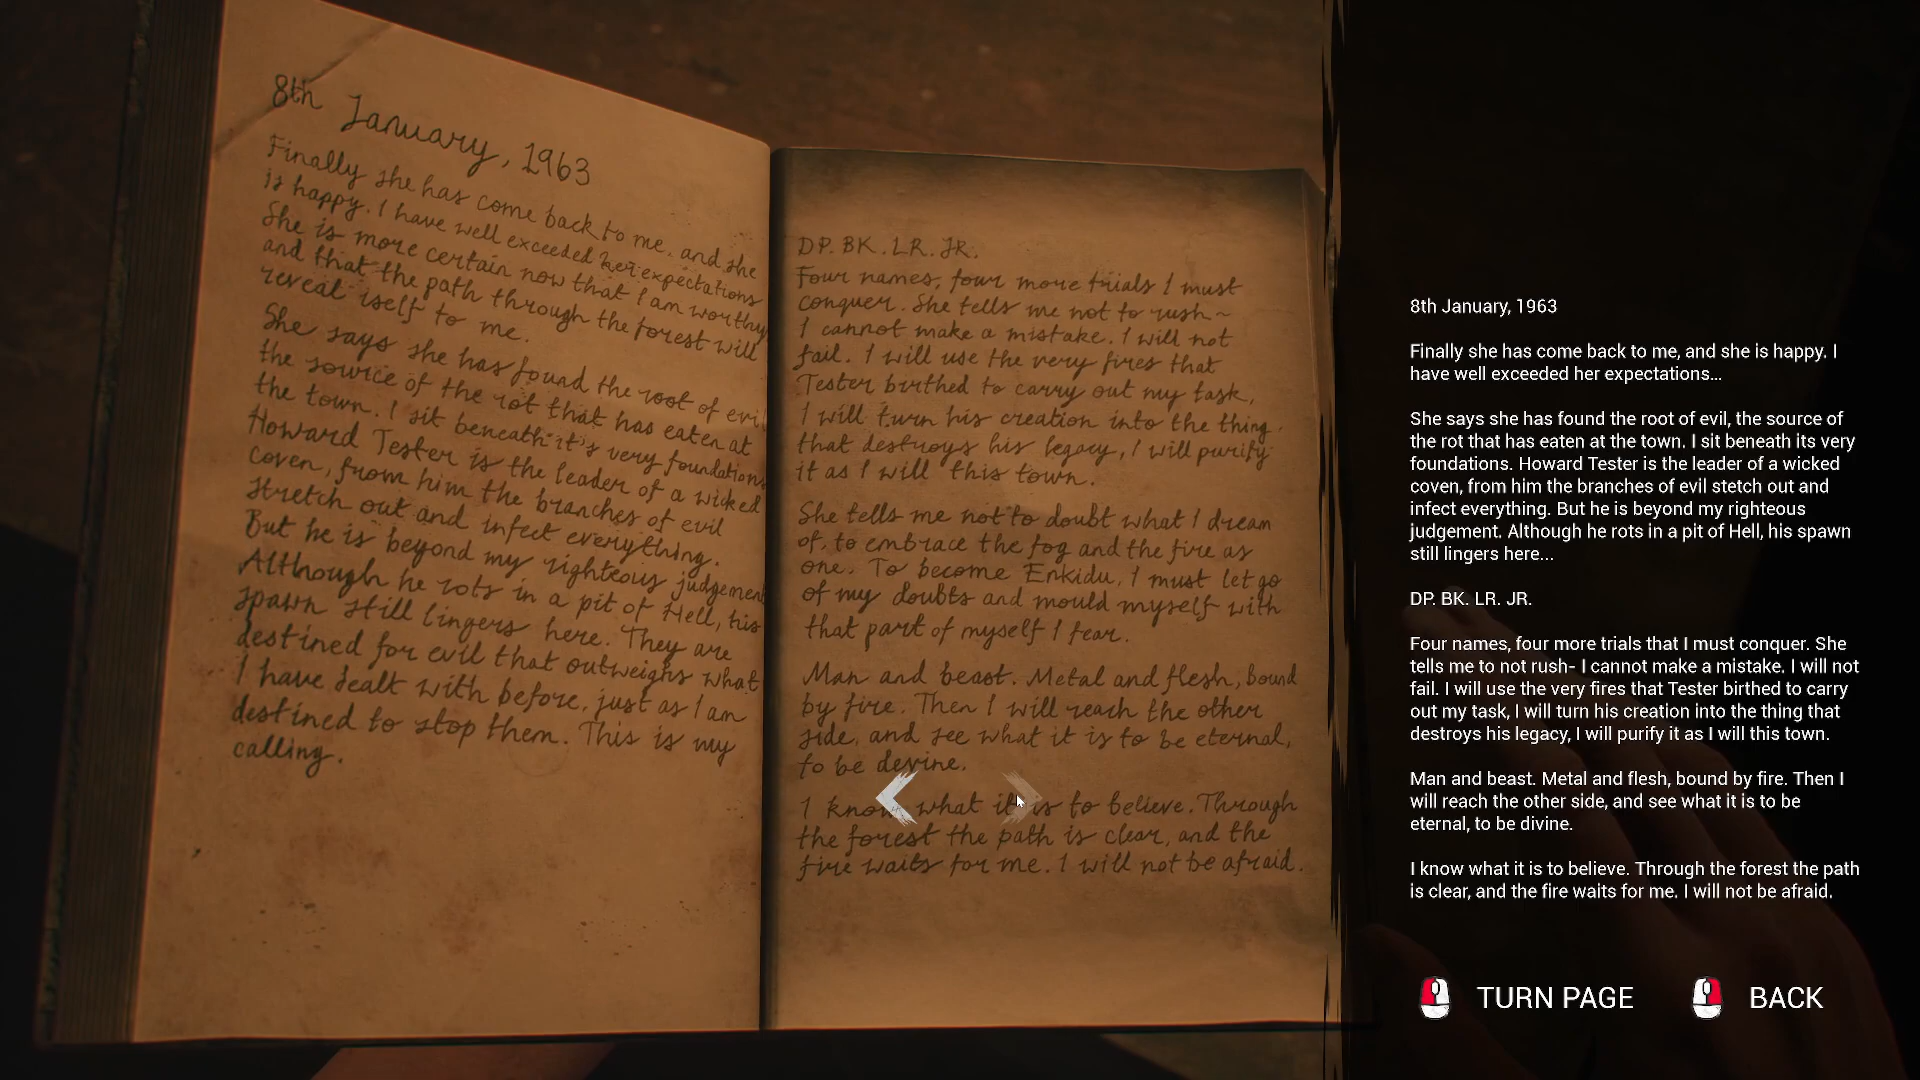 8th January, 1963
Finally she has come back to me, and she
is happy. I have well exceeded her expectations
She is more certain now that I am worthy
and that the path through the forest will
reveal iself to me.
She says she has found the root of evil
the source of the rot that has eaten at
the town. I sit beneath it's very foundations
Howard Tester is the leader of a wicked
coven, from him the branches of evil
stretch out and infect everything.
But he is beyond my righteous judgement
Although he rots in a pit of Hell, his
spawn still lingers here. They are
destined for evil that outweighs what
I have dealt with before, just as I am
destined to stop them. This is my
calling.
DP. BK. LR. JR.
Four names, four more trials I must
conquer. She tells me not to rush~
I cannot make a mistake. I will not
fail. I will use the very fires that
Tester birthed to carry out my task,
I will turn his creation into the thing
that destroys his legacy, I will purify
it as I will this town.
She tells me not to doubt what I dream
of, to embrace the fog and the fire as
one. To become Enkidu, I must let go
of my doubts and mould myself with
that part of myself I fear.
Man and beast. Metal and flesh, bound
by fire. Then I will reach the other
side, and see what it is to be eternal,
to be devine.
I know what it is to believe. Through
the forest the path is clear, and the
fire waits for me. I will not be afraid.
8th January, 1963
Finally she has come back to me, and she is happy. I
have well exceeded her expectations...
She says she has found the root of evil, the source of
the rot that has eaten at the town. I sit beneath its very
foundations. Howard Tester is the leader of a wicked
coven, from him the branches of evil stetch out and
infect everything. But he is beyond my righteous
judgement. Although he rots in a pit of Hell, his spawn
still lingers here...
DP. BK. LR. JR.
Four names, four more trials that I must conquer. She
tells me to not rush- I cannot make a mistake. I will not
fail. I will use the very fires that Tester birthed to carry
out my task, I will turn his creation into the thing that
destroys his legacy, I will purify it as I will this town.
Man and beast. Metal and flesh, bound by fire. Then I
will reach the other side, and see what it is to be
eternal, to be divine.
I know what it is to believe. Through the forest the path
is clear, and the fire waits for me. I will not be afraid.
TURN PAGE
BACK